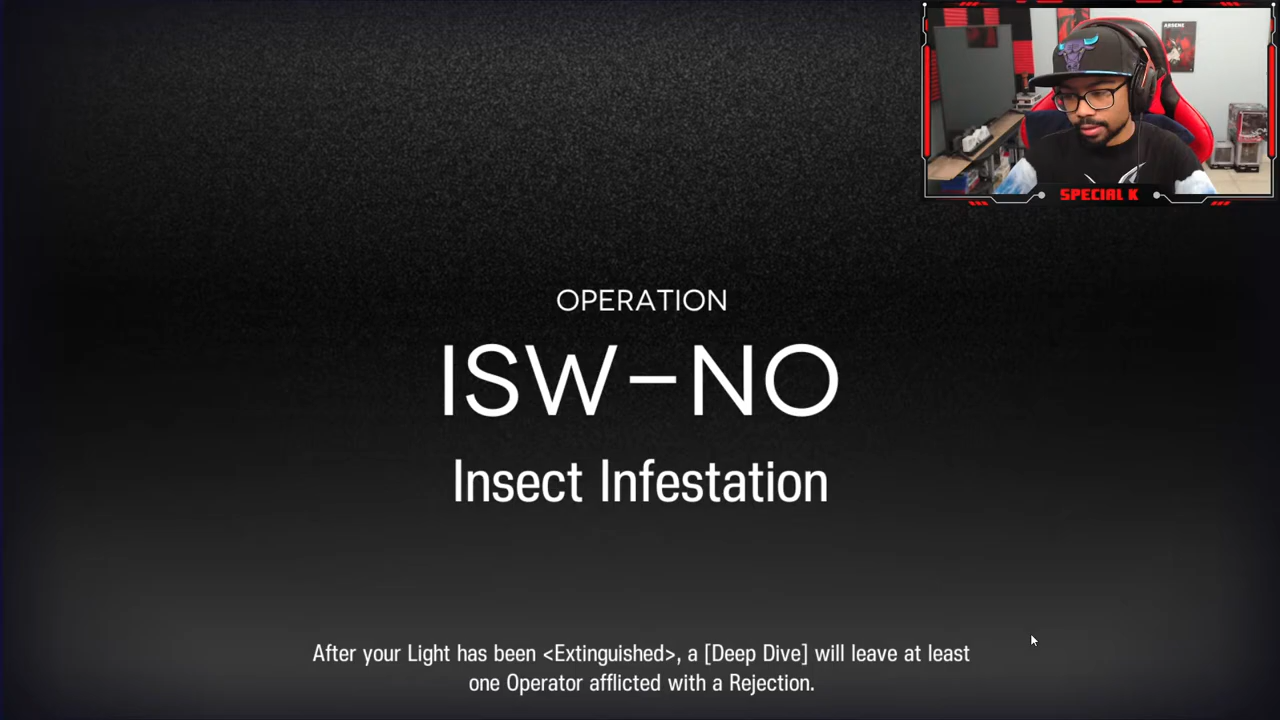 ARSENE
SPECIAL K
OPERATION
ISW-NO
Insect Infestation
After your Light has been <Extinguished>, a [Deep Dive] will leave at least
one Operator afflicted with a Rejection.